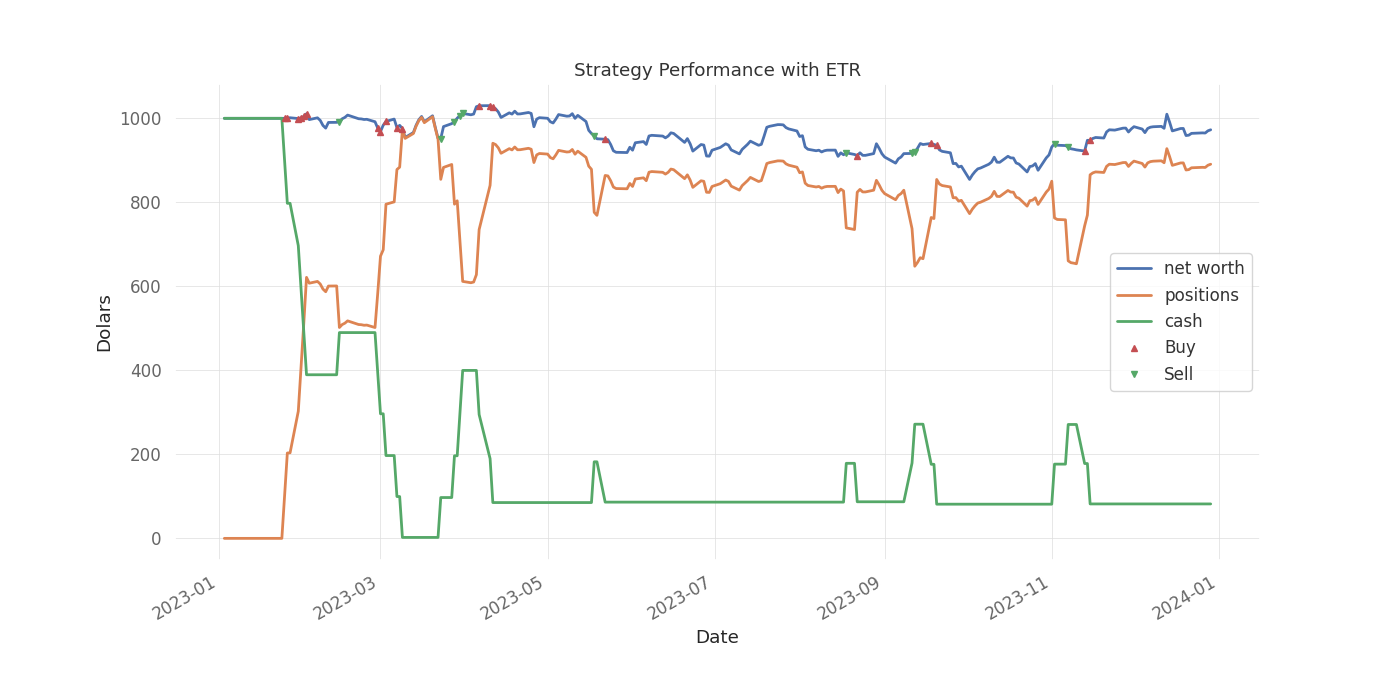 Strategy Performance with ETR
Dolars
1000
800
600
400
200
0
net worth
positions
cash
Buy
Sell
2023-01
2023-03
2023-05
2023-07
2023-09
2023-11
2024-01
Date